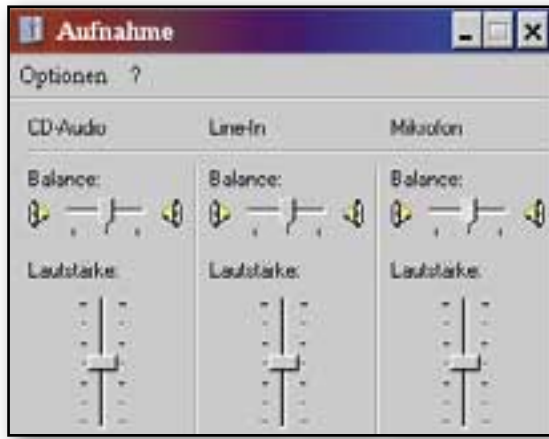 Aufnahme
Optionen ?
CD-Audio Line-In Mikrofon
Balance: Balance: Balance:
Lautstärke: Lautstärke: Lautstärke: